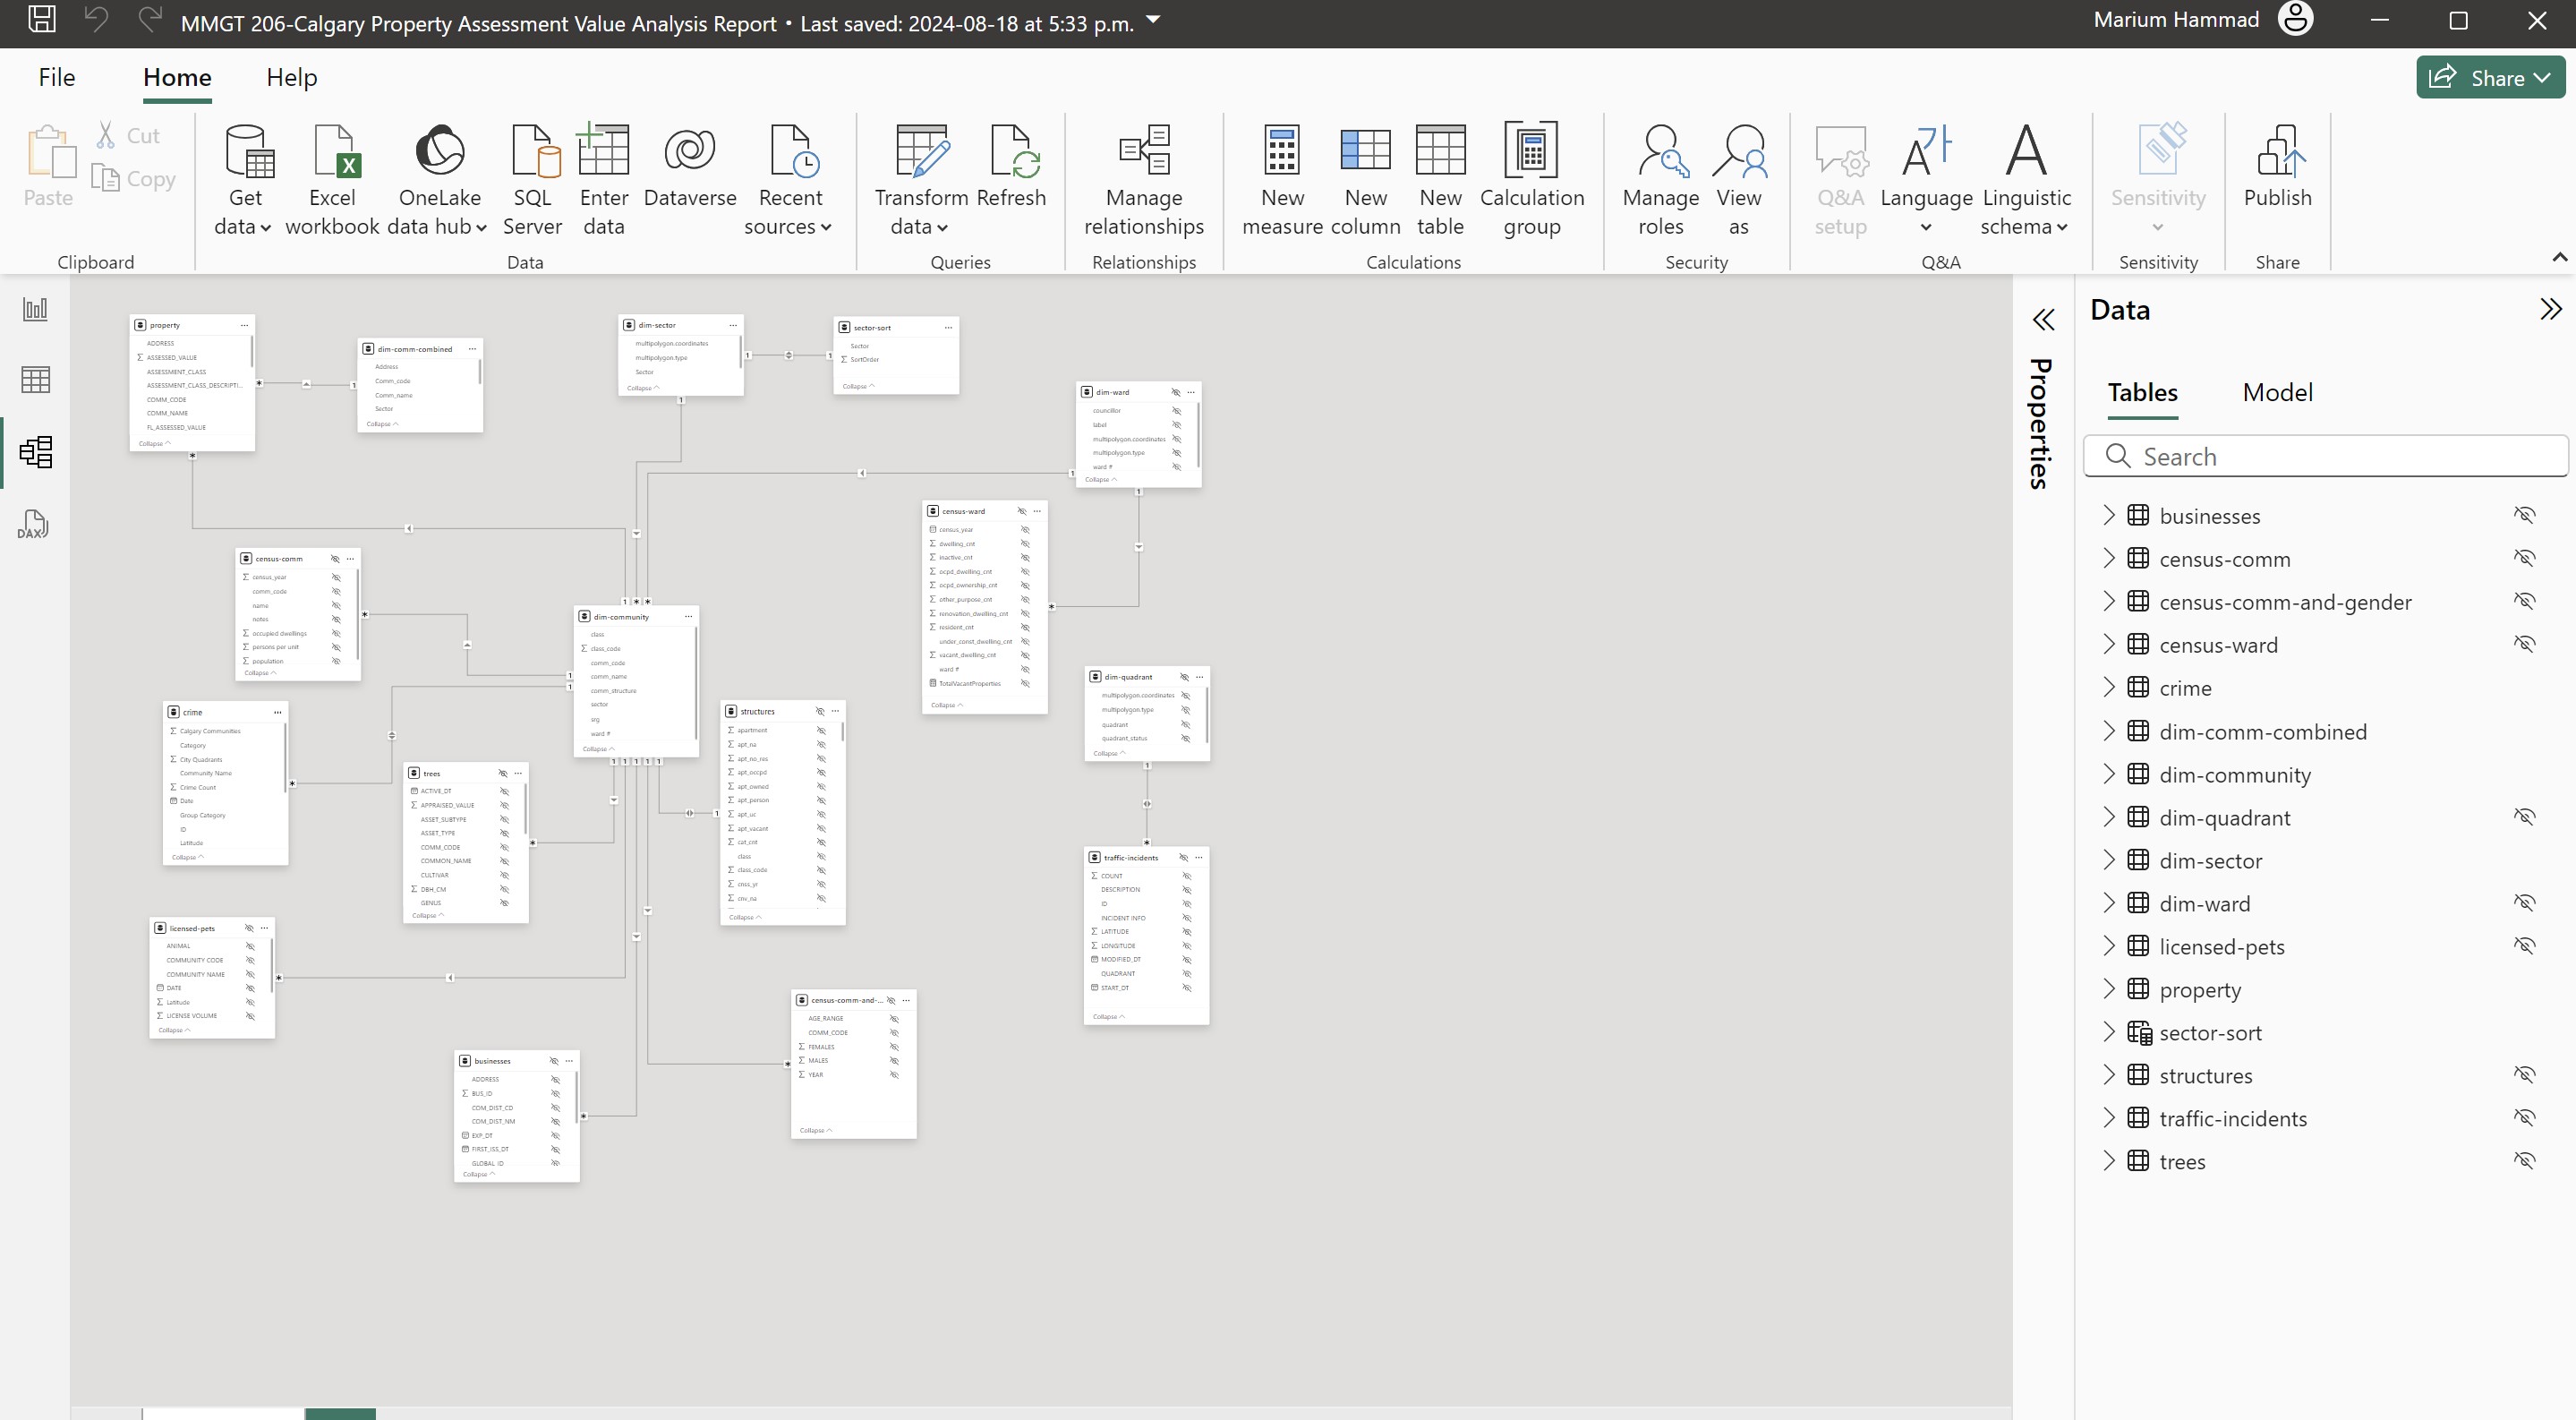 MMGT 206-Calgary Property Assessment Value Analysis Report • Last saved: 2024-08-18 at 5:33 p.m.
Marium Hammad
File
Home
Help
Share
Paste
Cut
Copy
Clipboard
Get data
Excel workbook
OneLake data hub
SQL Server
Enter data
Dataverse
Recent sources
Data
Transform data
Refresh
Queries
Manage relationships
Relationships
New measure
New column
New table
Calculation group
Calculations
Manage roles
View as
Security
Q&A setup
Language
Linguistic schema
Q&A
Sensitivity
Sensitivity
Publish
Share
DAX
property
ADDRESS
ASSESSED_VALUE
ASSESSMENT_CLASS
ASSESSMENT_CLASS_DESCRIPTI...
COMM_CODE
COMM_NAME
FL_ASSESSED_VALUE
Collapse
dim-comm-combined
Address
Comm_code
Comm_name
Sector
Collapse
dim-sector
multipolygon.coordinates
multipolygon.type
Sector
Collapse
sector-sort
Sector
SortOrder
Collapse
dim-ward
councillor
label
multipolygon.coordinates
multipolygon.type
ward #
Collapse
census-ward
census_year
dwelling_cnt
inactive_cnt
ocpd_dwelling_cnt
ocpd_ownership_cnt
other_purpose_cnt
renovation_dwelling_cnt
resident_cnt
under_const_dwelling_cnt
vacant_dwelling_cnt
ward #
TotalVacantProperties
Collapse
census-comm
census_year
comm_code
name
notes
occupied dwellings
persons per unit
population
Collapse
dim-community
class
class_code
comm_code
comm_name
comm_structure
sector
srg
ward #
Collapse
dim-quadrant
multipolygon.coordinates
multipolygon.type
quadrant
quadrant_status
Collapse
crime
Calgary Communities
Category
City Quadrants
Community Name
Crime Count
Date
Group Category
ID
Latitude
Collapse
structures
apartment
apt_na
apt_no_res
apt_occpd
apt_owned
apt_person
apt_uc
apt_vacant
cat_cnt
class
class_code
cnss_yr
cnv_na
Collapse
trees
ACTIVE_DT
APPRAISED_VALUE
ASSET_SUBTYPE
ASSET_TYPE
COMM_CODE
COMMON_NAME
CULTIVAR
DBH_CM
GENUS
Collapse
traffic-incidents
COUNT
DESCRIPTION
ID
INCIDENT INFO
LATITUDE
LONGITUDE
MODIFIED_DT
QUADRANT
START_DT
Collapse
licensed-pets
ANIMAL
COMMUNITY CODE
COMMUNITY NAME
DATE
Latitude
LICENSE VOLUME
Collapse
census-comm-and-...
AGE_RANGE
COMM_CODE
FEMALES
MALES
YEAR
Collapse
businesses
ADDRESS
BUS_ID
COM_DIST_CD
COM_DIST_NM
EXP_DT
FIRST_ISS_DT
GLOBAL_ID
Collapse
Properties
Data
Tables
Model
Search
businesses
census-comm
census-comm-and-gender
census-ward
crime
dim-comm-combined
dim-community
dim-quadrant
dim-sector
dim-ward
licensed-pets
property
sector-sort
structures
traffic-incidents
trees